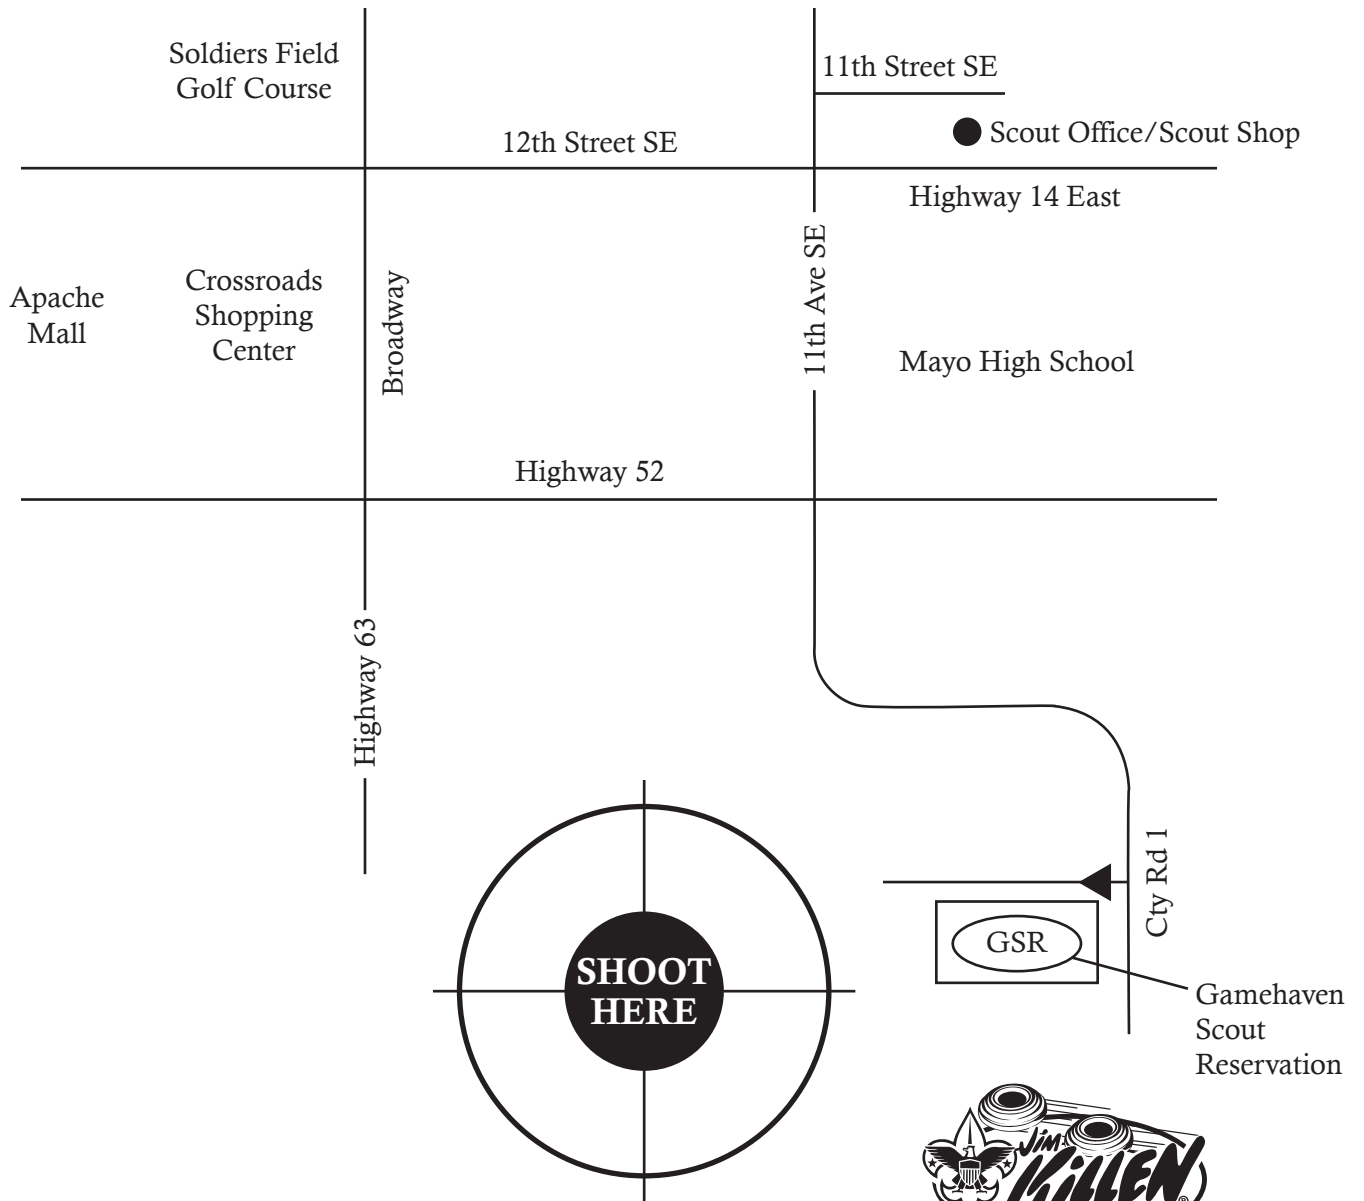 Soldiers Field
Golf Course
11th Street SE
Scout Office/Scout Shop
12th Street SE
Highway 14 East
Apache
Mall
Crossroads
Shopping
Center
Broadway
11th Ave SE
Mayo High School
Highway 52
Highway 63
Cty Rd 1
SHOOT
HERE
GSR
Gamehaven
Scout
Reservation
Jim
KILLEN
®